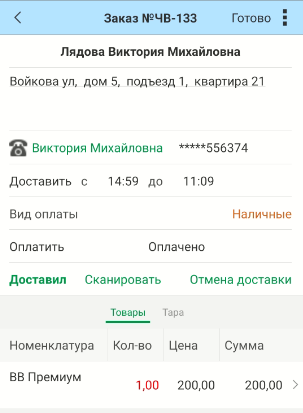 Заказ №ЧВ-133 Готово
Лядова Виктория Михайловна
Войкова ул, дом 5, подъезд 1, квартира 21
Виктория Михайловна *****556374
Доставить с 14:59 до 11:09
Вид оплаты Наличные
Оплатить Оплачено
Доставил Сканировать Отмена доставки
Товары Тара
Номенклатура Кол-во Цена Сумма
ВВ Премиум 1,00 200,00 200,00